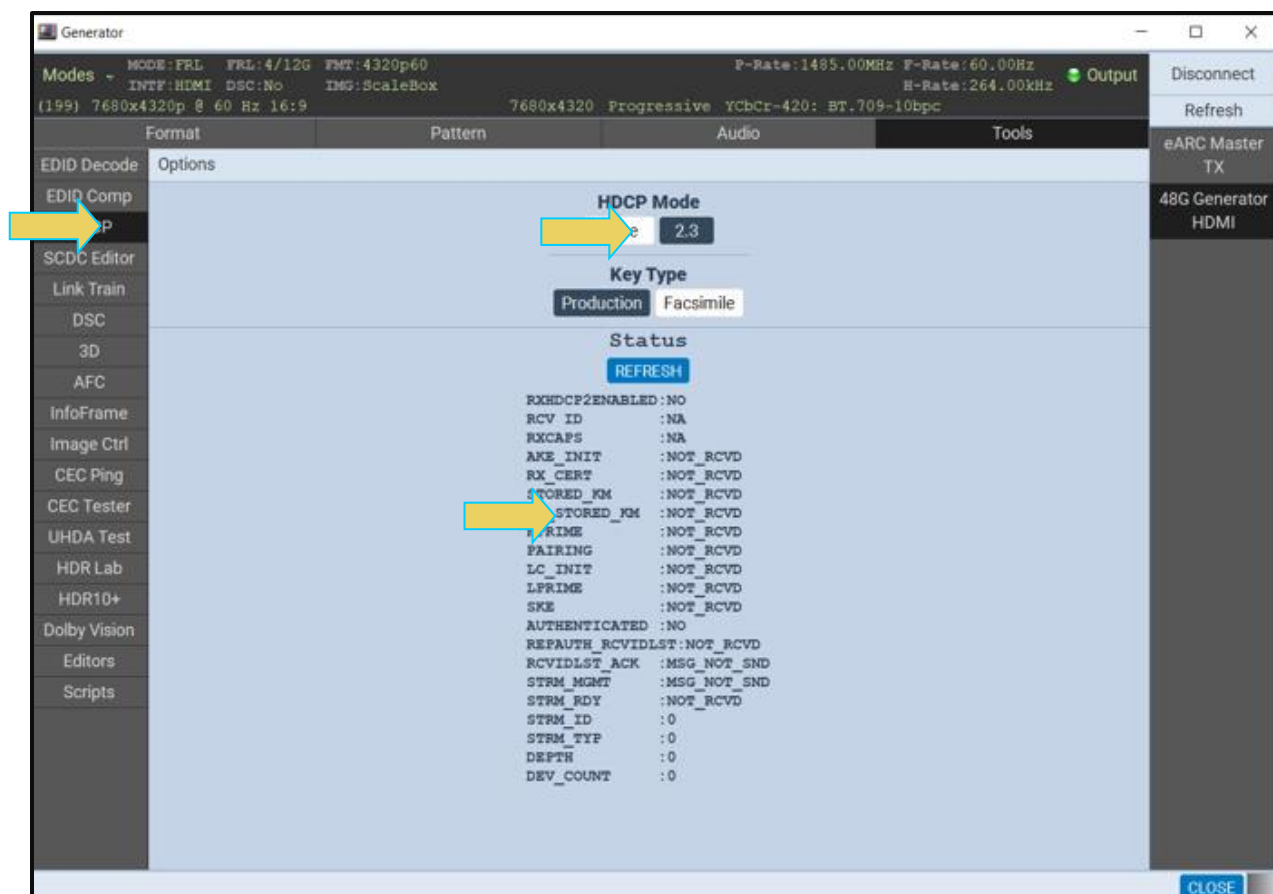 Generator
Modes MODE:FRL FRL:4/12G FMT:4320p60 P-Rate:1485.00MHz F-Rate:60.00Hz Output
INTF:HDMI DSC:No IMG:ScaleBox H-Rate:264.00kHz
(199) 7680x4320p @ 60 Hz 16:9 7680x4320 Progressive YCbCr-420: BT.709-10bpc
Disconnect
Refresh
Format Pattern Audio Tools
eARC Master
TX
48G Generator
HDMI
EDID Decode
EDID Comp
P
SCDC Editor
Link Train
DSC
3D
AFC
InfoFrame
Image Ctrl
CEC Ping
CEC Tester
UHDA Test
HDR Lab
HDR10+
Dolby Vision
Editors
Scripts
Options
HDCP Mode
e 2.3
Key Type
Production Facsimile
Status
REFRESH
RXHDCP2ENABLED:NO
RCV ID :NA
RXCAPS :NA
AKE_INIT :NOT_RCVD
RX_CERT :NOT_RCVD
STORED_KM :NOT_RCVD
STORED_KM :NOT_RCVD
PRIME :NOT_RCVD
PAIRING :NOT_RCVD
LC_INIT :NOT_RCVD
LPRIME :NOT_RCVD
SKE :NOT_RCVD
AUTHENTICATED :NO
REPAUTH_RCVIDLST:NOT_RCVD
RCVIDLST_ACK :MSG_NOT_SND
STRM_MGMT :MSG_NOT_SND
STRM_RDY :NOT_RCVD
STRM_ID :0
STRM_TYP :0
DEPTH :0
DEV_COUNT :0
CLOSE